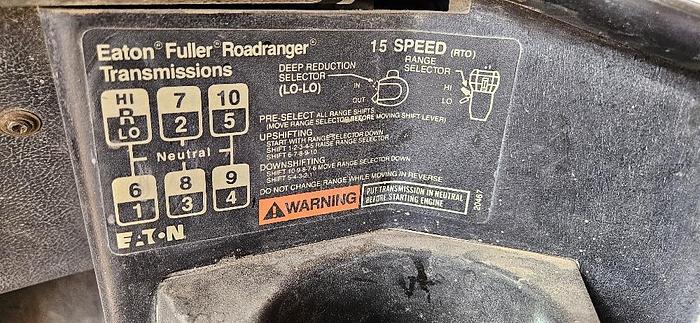 Eaton® Fuller® Roadranger®
Transmissions
15 SPEED (RTO)
DEEP REDUCTION
SELECTOR
(LO-LO)
IN
OUT
RANGE
SELECTOR
HI
LO
HI
R
LO
7
2
10
5
Neutral
6
1
8
3
9
4
PRE-SELECT ALL RANGE SHIFTS
(MOVE RANGE SELECTOR BEFORE MOVING SHIFT LEVER)
UPSHIFTING
START WITH RANGE SELECTOR DOWN
SHIFT 1-2-3-4-5 RAISE RANGE SELECTOR
SHIFT 6-7-8-9-10
DOWNSHIFTING
SHIFT 10-9-8-7-6 MOVE RANGE SELECTOR DOWN
SHIFT 5-4-3-2-1
DO NOT CHANGE RANGE WHILE MOVING IN REVERSE
WARNING
PUT TRANSMISSION IN NEUTRAL
BEFORE STARTING ENGINE
20467
EATON